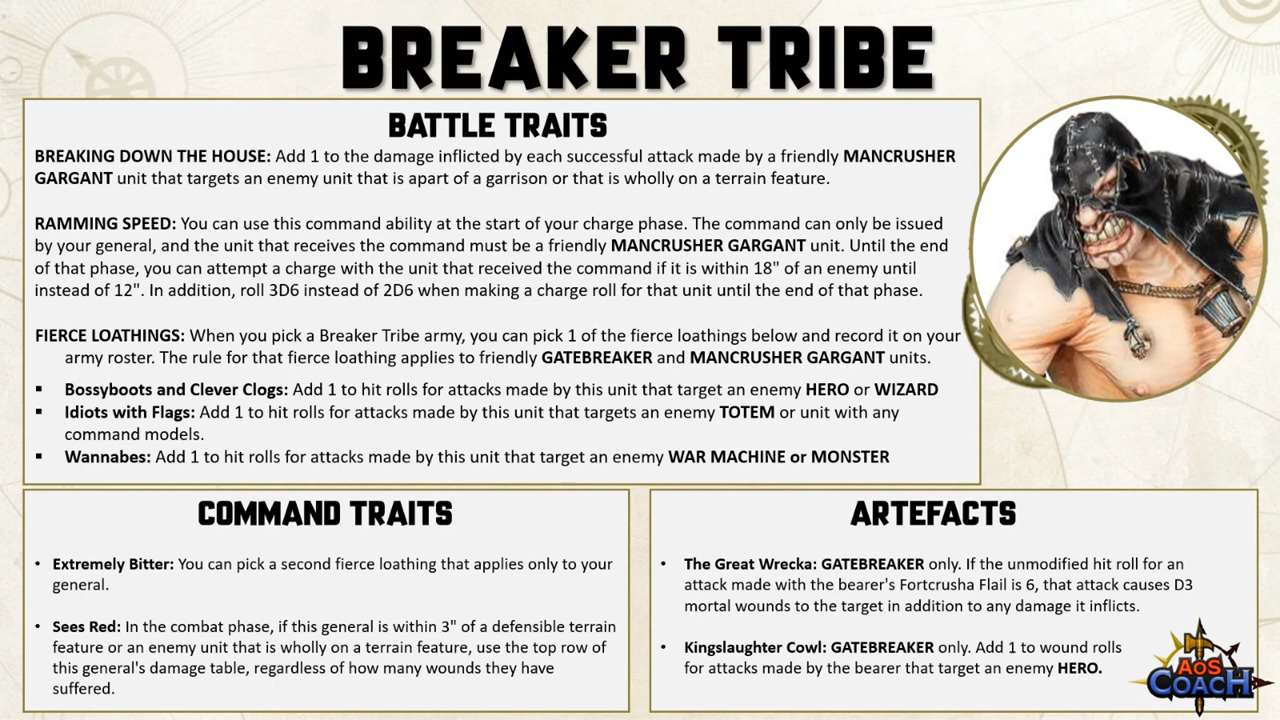 BREAKER TRIBE
BATTLE TRAITS
BREAKING DOWN THE HOUSE: Add 1 to the damage inflicted by each successful attack made by a friendly MANCRUSHER
GARGANT unit that targets an enemy unit that is apart of a garrison or that is wholly on a terrain feature.
RAMMING SPEED: You can use this command ability at the start of your charge phase. The command can only be issued
by your general, and the unit that receives the command must be a friendly MANCRUSHER GARGANT unit. Until the end
of that phase, you can attempt a charge with the unit that received the command if it is within 18" of an enemy until
instead of 12". In addition, roll 3D6 instead of 2D6 when making a charge roll for that unit until the end of that phase.
FIERCE LOATHINGS: When you pick a Breaker Tribe army, you can pick 1 of the fierce loathings below and record it on your
army roster. The rule for that fierce loathing applies to friendly GATEBREAKER and MANCRUSHER GARGANT units.
▪ Bossyboots and Clever Clogs: Add 1 to hit rolls for attacks made by this unit that target an enemy HERO or WIZARD
▪ Idiots with Flags: Add 1 to hit rolls for attacks made by this unit that targets an enemy TOTEM or unit with any
command models.
▪ Wannabes: Add 1 to hit rolls for attacks made by this unit that target an enemy WAR MACHINE or MONSTER
COMMAND TRAITS
• Extremely Bitter: You can pick a second fierce loathing that applies only to your
general.
• Sees Red: In the combat phase, if this general is within 3" of a defensible terrain
feature or an enemy unit that is wholly on a terrain feature, use the top row of
this general's damage table, regardless of how many wounds they have
suffered.
ARTEFACTS
• The Great Wrecka: GATEBREAKER only. If the unmodified hit roll for an
attack made with the bearer's Fortcrusha Flail is 6, that attack causes D3
mortal wounds to the target in addition to any damage it inflicts.
• Kingslaughter Cowl: GATEBREAKER only. Add 1 to wound rolls
for attacks made by the bearer that target an enemy HERO.
AoS
COACH